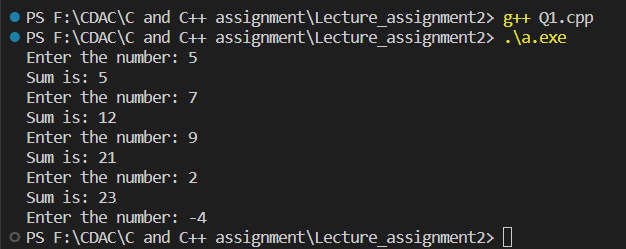 PS F:\CDAC\C and C++ assignment\Lecture_assignment2> g++ Q1.cpp
PS F:\CDAC\C and C++ assignment\Lecture_assignment2> .\a.exe
Enter the number: 5
Sum is: 5
Enter the number: 7
Sum is: 12
Enter the number: 9
Sum is: 21
Enter the number: 2
Sum is: 23
Enter the number: -4
PS F:\CDAC\C and C++ assignment\Lecture_assignment2>